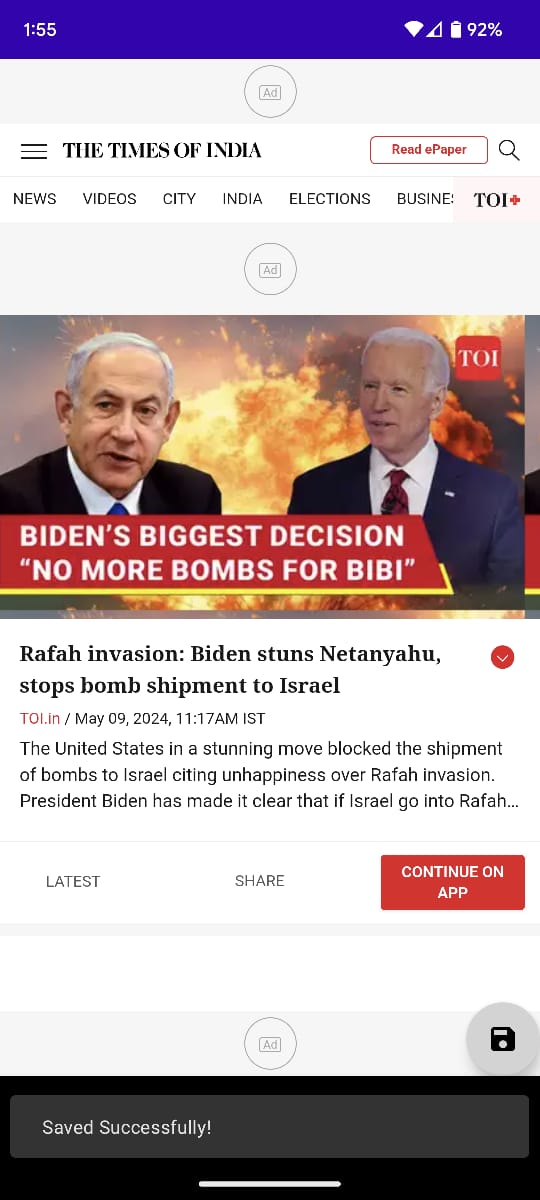 1:55
92%
Ad
THE TIMES OF INDIA
Read ePaper
NEWS VIDEOS CITY INDIA ELECTIONS BUSINES TOI+
Ad
TOI
BIDEN'S BIGGEST DECISION
"NO MORE BOMBS FOR BIBI"
Rafah invasion: Biden stuns Netanyahu,
stops bomb shipment to Israel
TOI.in / May 09, 2024, 11:17AM IST
The United States in a stunning move blocked the shipment
of bombs to Israel citing unhappiness over Rafah invasion.
President Biden has made it clear that if Israel go into Rafah...
LATEST
SHARE
CONTINUE ON
APP
Ad
Saved Successfully!